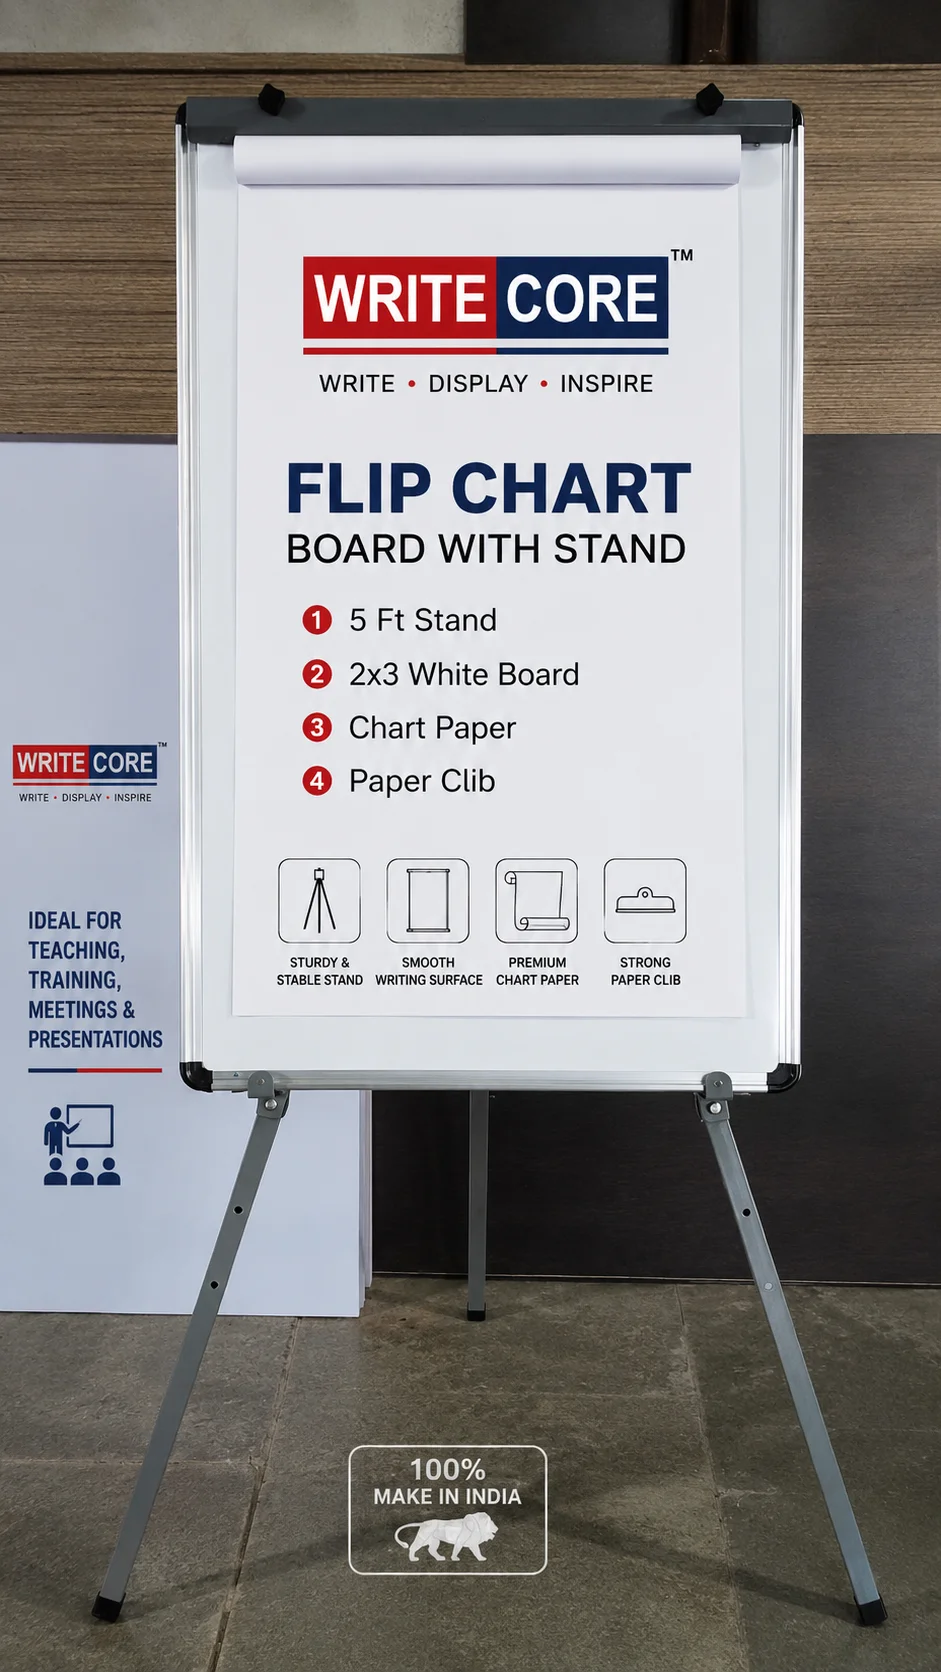 WRITE CORE ™
WRITE • DISPLAY • INSPIRE
FLIP CHART
BOARD WITH STAND
1 5 Ft Stand
2 2x3 White Board
3 Chart Paper
4 Paper Clib
STURDY &
STABLE STAND
SMOOTH
WRITING SURFACE
PREMIUM
CHART PAPER
STRONG
PAPER CLIB
WRITE CORE ™
WRITE • DISPLAY • INSPIRE
IDEAL FOR
TEACHING,
TRAINING,
MEETINGS &
PRESENTATIONS
100%
MAKE IN INDIA